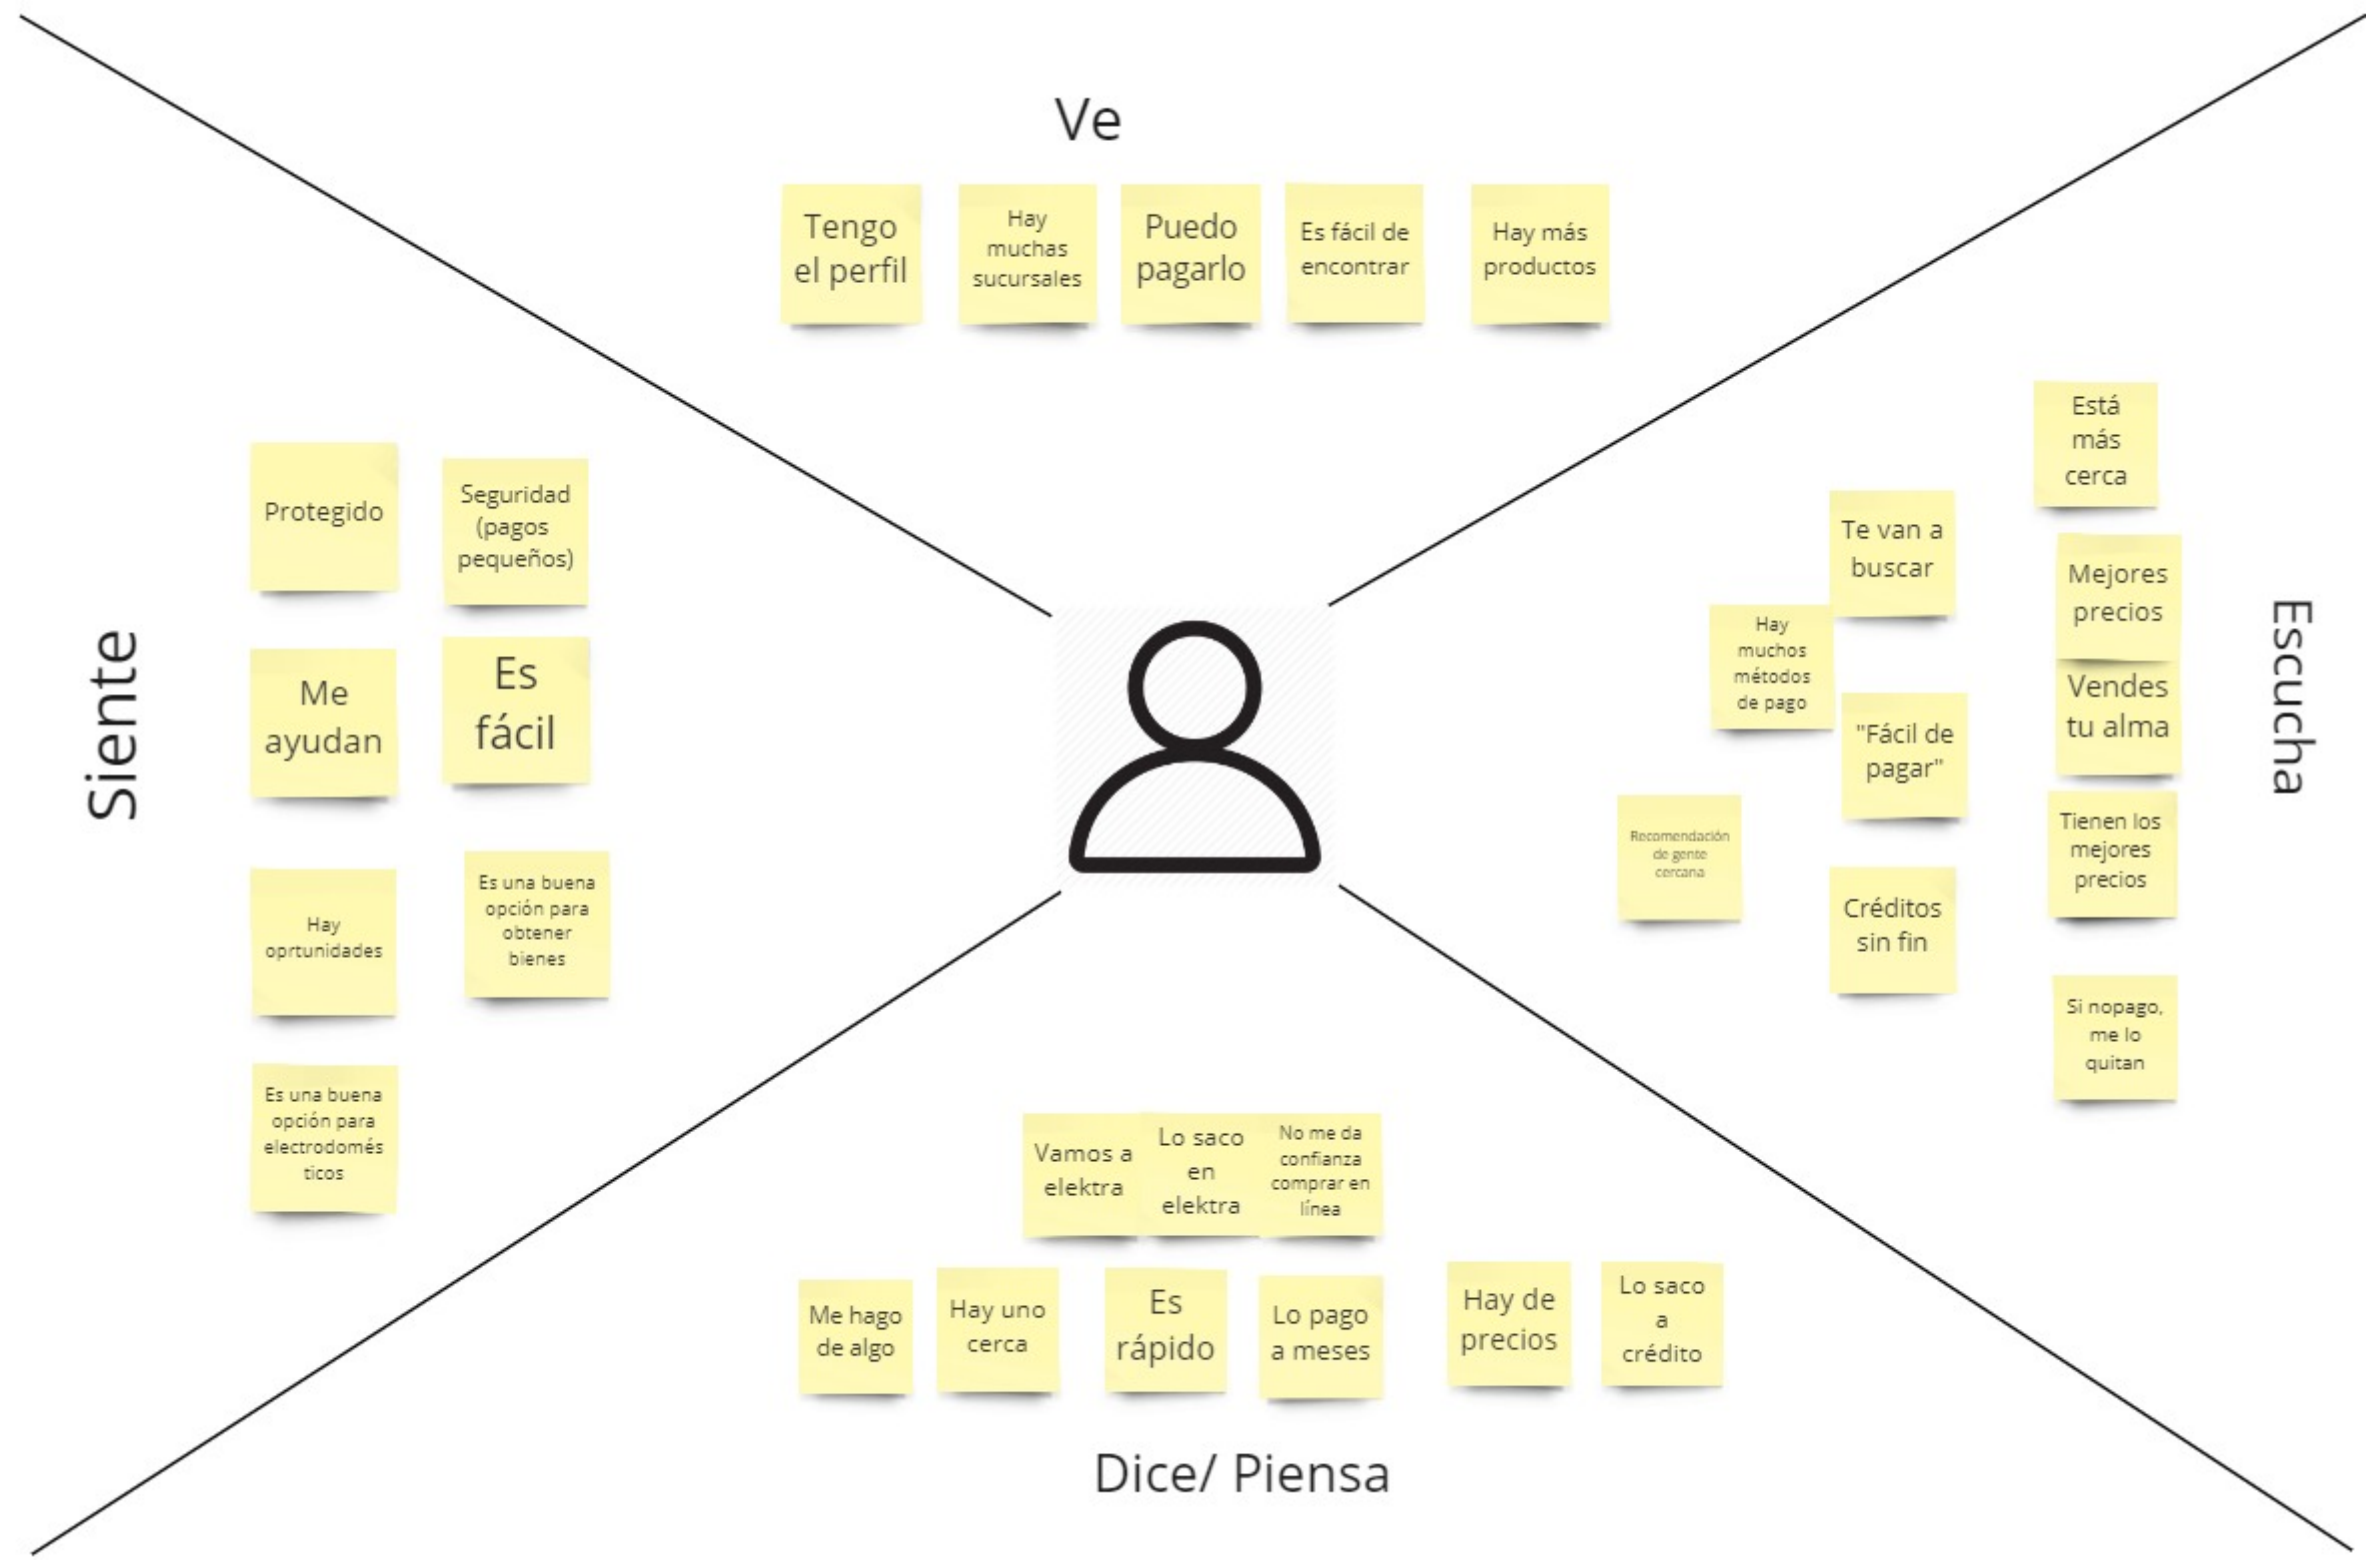 Ve
Tengo
el perfil
Hay
muchas
sucursales
Puedo
pagarlo
Es fácil de
encontrar
Hay más
productos
Siente
Protegido
Seguridad
(pagos
pequeños)
Me
ayudan
Es
fácil
Hay
oprtunidades
Es una buena
opción para
obtener
bienes
Es una buena
opción para
electrodomés
ticos
Escucha
Está
más
cerca
Te van a
buscar
Mejores
precios
Hay
muchos
métodos
de pago
Vendes
tu alma
"Fácil de
pagar"
Recomendación
de gente
cercana
Tienen los
mejores
precios
Créditos
sin fin
Si nopago,
me lo
quitan
Vamos a
elektra
Lo saco
en
elektra
No me da
confianza
comprar en
línea
Me hago
de algo
Hay uno
cerca
Es
rápido
Lo pago
a meses
Hay de
precios
Lo saco
a
crédito
Dice/ Piensa